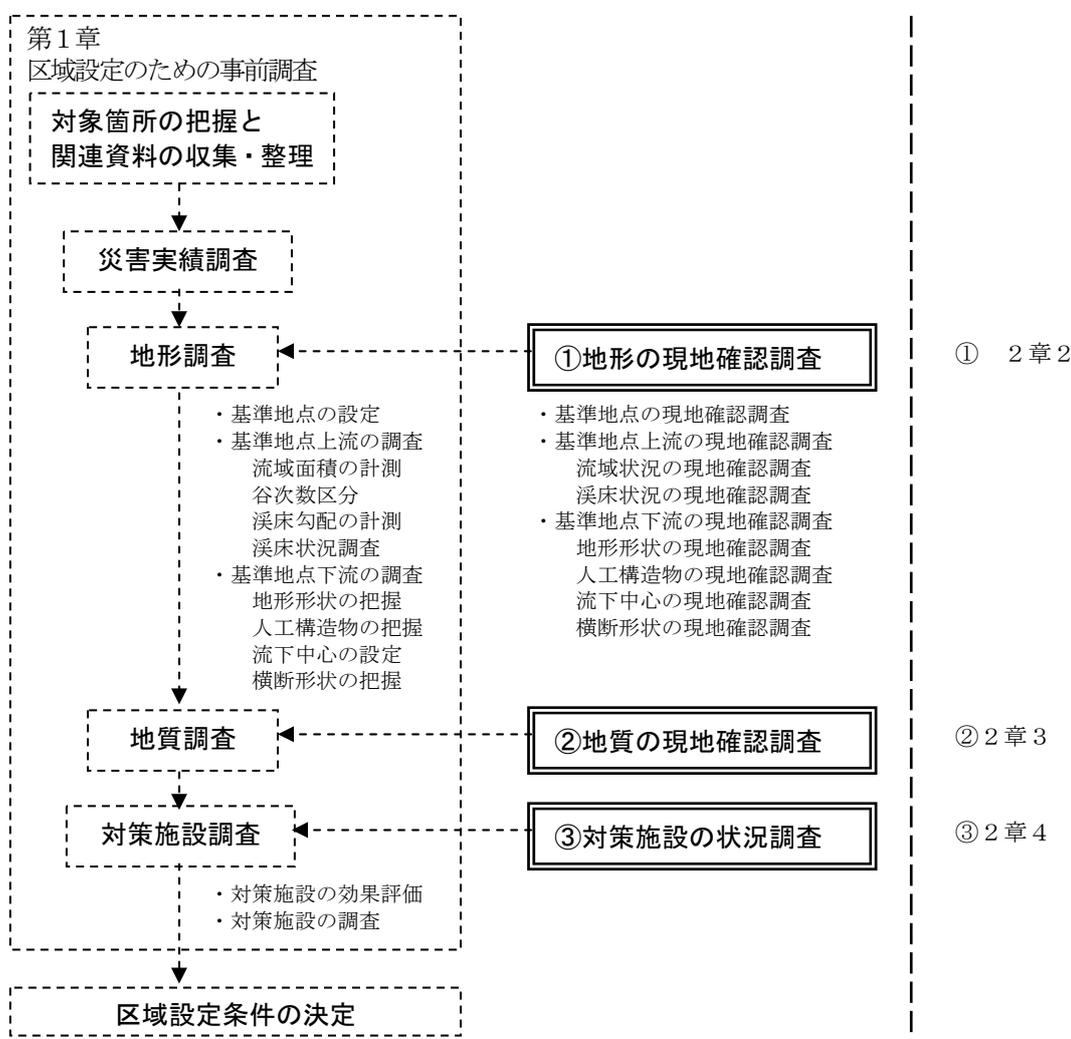 第１章
区域設定のための事前調査
対象箇所の把握と
関連資料の収集・整理
災害実績調査
地形調査
①地形の現地確認調査
①　２章２
・基準地点の設定
・基準地点上流の調査
流域面積の計測
谷次数区分
渓床勾配の計測
渓床状況調査
・基準地点下流の調査
地形形状の把握
人工構造物の把握
流下中心の設定
横断形状の把握
・基準地点の現地確認調査
・基準地点上流の現地確認調査
流域状況の現地確認調査
渓床状況の現地確認調査
・基準地点下流の現地確認調査
地形形状の現地確認調査
人工構造物の現地確認調査
流下中心の現地確認調査
横断形状の現地確認調査
地質調査
②地質の現地確認調査
②２章３
対策施設調査
③対策施設の状況調査
③２章４
・対策施設の効果評価
・対策施設の調査
区域設定条件の決定